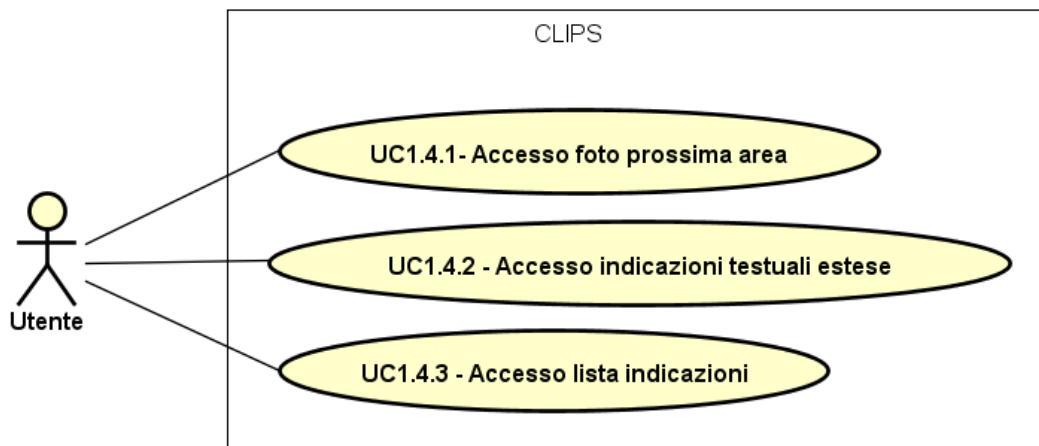 CLIPS
UC1.4.1- Accesso foto prossima area
UC1.4.2 - Accesso indicazioni testuali estese
Utente
UC1.4.3 - Accesso lista indicazioni